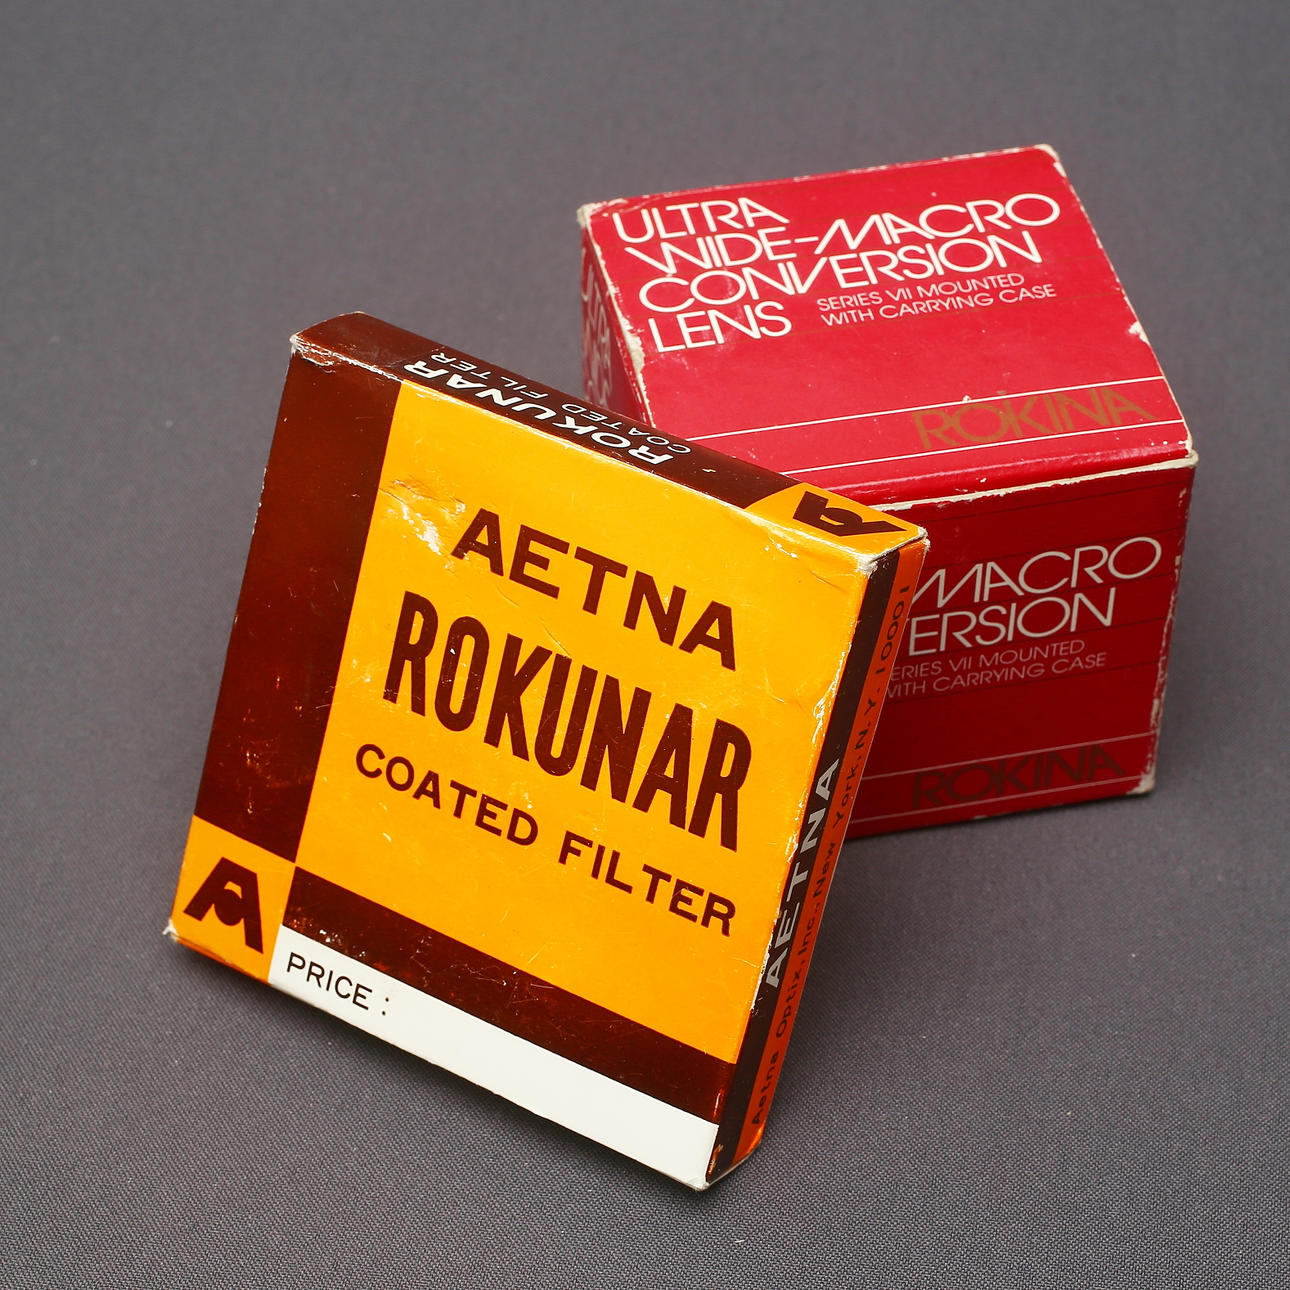 ULTRA
WIDE-MACRO
CONVERSION
LENS
SERIES VII MOUNTED
WITH CARRYING CASE
ROKINA
MACRO
ERSION
ERIES VII MOUNTED
WITH CARRYING CASE
ROKINA
ROKUNAR
COATED FILTER
A
AETNA
ROKUNAR
COATED FILTER
A
PRICE :
AETNA
Aetna Optix, Inc., New York, N.Y. 10001